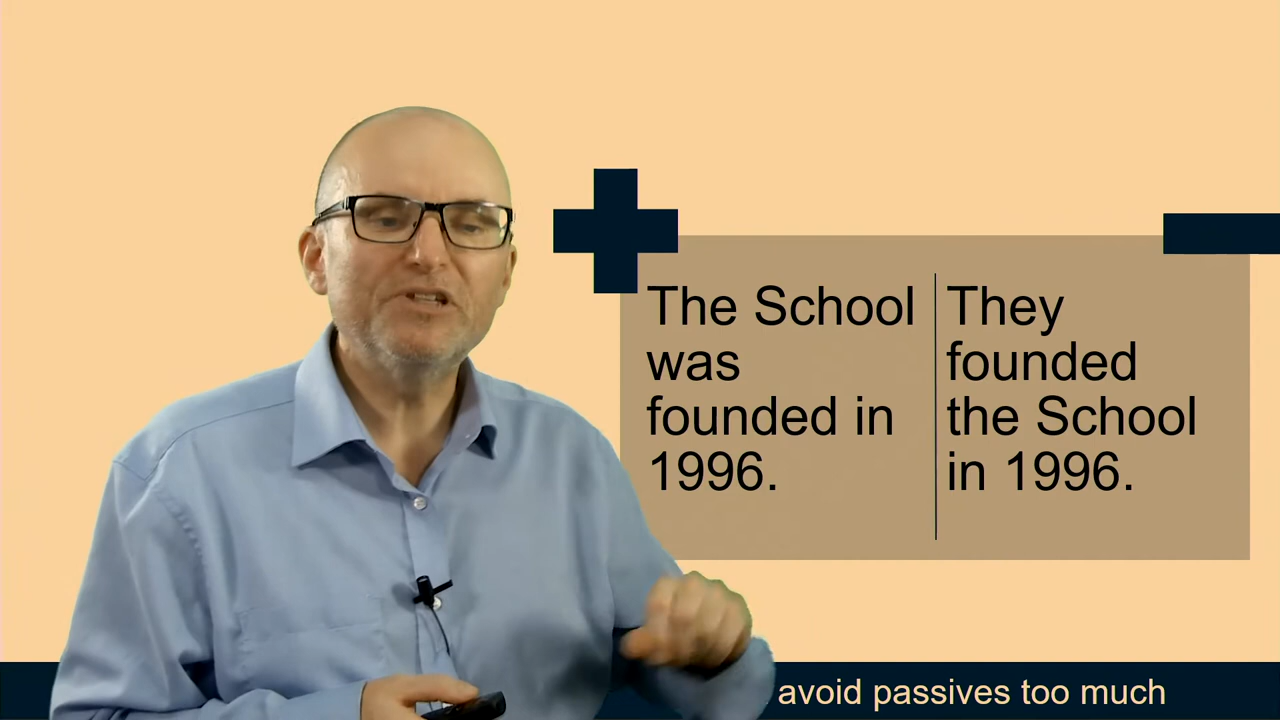 The School
was
founded in
1996.
They
founded
the School
in 1996.
avoid passives too much